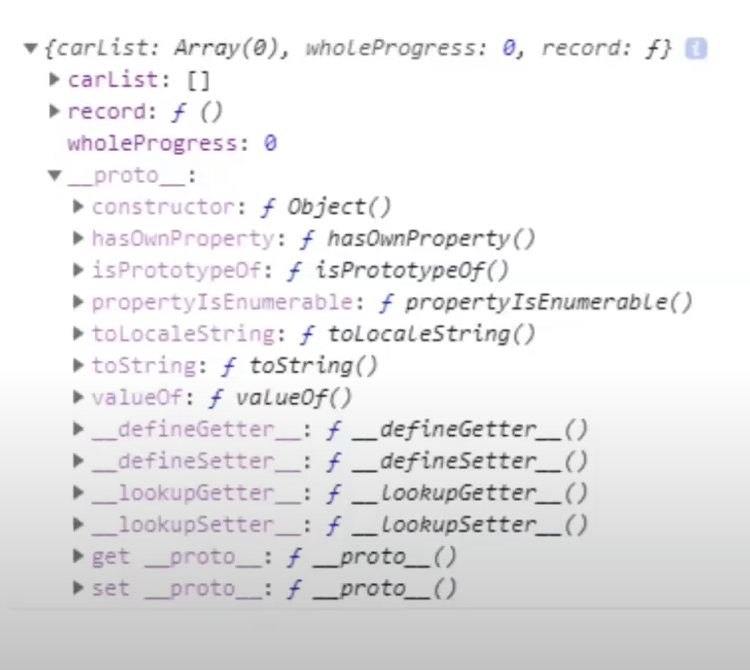 ▼{carList: Array(0), wholeProgress: 0, record: ƒ} i
▶carList: []
▶record: ƒ ()
wholeProgress: 0
▼__proto__:
▶constructor: ƒ Object()
▶hasOwnProperty: ƒ hasOwnProperty()
▶isPrototypeOf: ƒ isPrototypeOf()
▶propertyIsEnumerable: ƒ propertyIsEnumerable()
▶toLocaleString: ƒ toLocaleString()
▶toString: ƒ toString()
▶valueOf: ƒ valueOf()
▶__defineGetter__: ƒ __defineGetter__()
▶__defineSetter__: ƒ __defineSetter__()
▶__lookupGetter__: ƒ __lookupGetter__()
▶__lookupSetter__: ƒ __lookupSetter__()
▶get __proto__: ƒ __proto__()
▶set __proto__: ƒ __proto__()